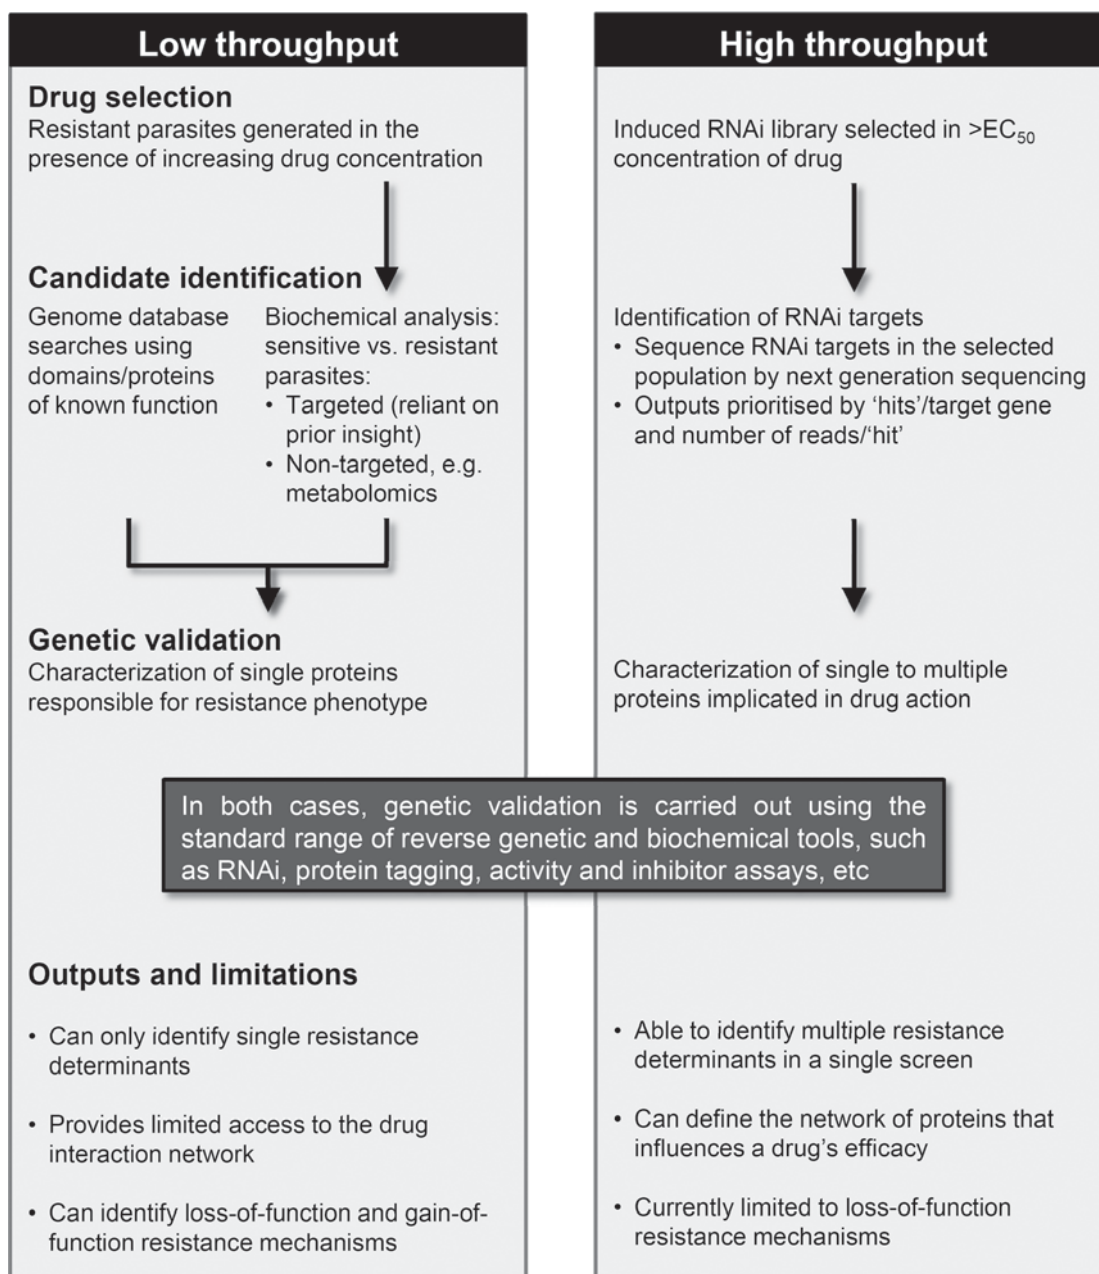 Low throughput
Drug selection
Resistant parasites generated in the
presence of increasing drug concentration
Candidate identification
Genome database
searches using
domains/proteins
of known function
Biochemical analysis:
sensitive vs. resistant
parasites:
• Targeted (reliant on
prior insight)
• Non-targeted, e.g.
metabolomics
Genetic validation
Characterization of single proteins
responsible for resistance phenotype
High throughput
Induced RNAi library selected in >EC50
concentration of drug
Identification of RNAi targets
• Sequence RNAi targets in the selected
population by next generation sequencing
• Outputs prioritised by ‘hits’/target gene
and number of reads/‘hit’
Characterization of single to multiple
proteins implicated in drug action
In both cases, genetic validation is carried out using the
standard range of reverse genetic and biochemical tools, such
as RNAi, protein tagging, activity and inhibitor assays, etc
Outputs and limitations
• Can only identify single resistance
determinants
• Provides limited access to the drug
interaction network
• Can identify loss-of-function and gain-of-
function resistance mechanisms
• Able to identify multiple resistance
determinants in a single screen
• Can define the network of proteins that
influences a drug’s efficacy
• Currently limited to loss-of-function
resistance mechanisms